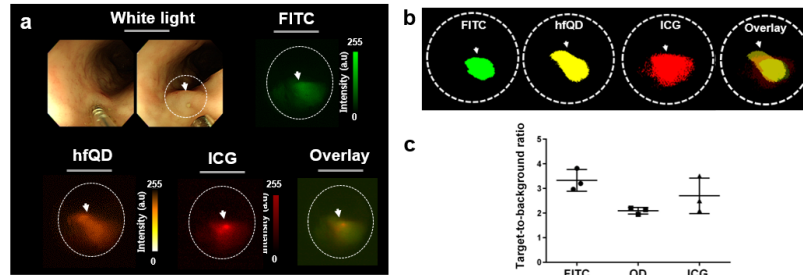 a
White light
FITC
255
Intensity (a.u)
0
hfQD
ICG
Overlay
255
Intensity (a.u)
0
255
Intensity (a.u)
0
b
FITC
hfQD
ICG
Overlay
c
Target-to-background ratio
5
4
3
2
1
0
FITC
QD
ICG